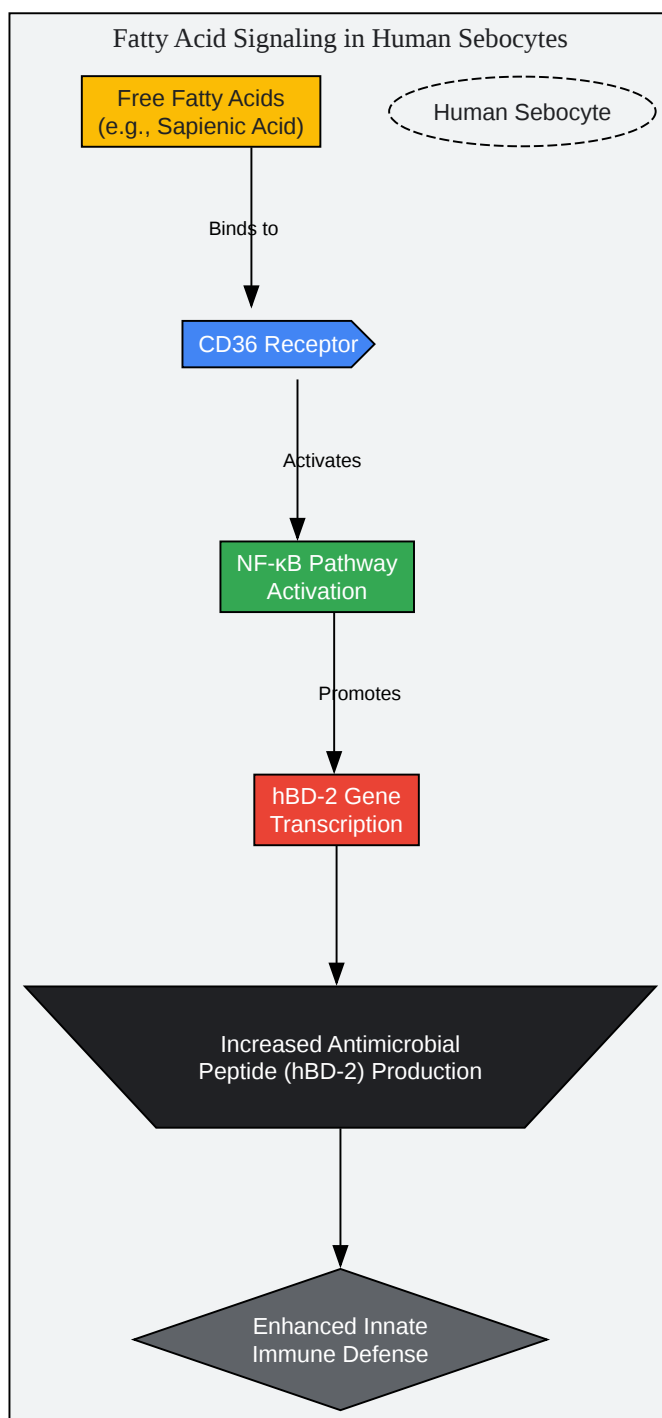 Fatty Acid Signaling in Human Sebocytes
Free Fatty Acids
(e.g., Sapienic Acid)
Human Sebocyte
Binds to
CD36 Receptor
Activates
NF-κB Pathway
Activation
Promotes
hBD-2 Gene
Transcription
Increased Antimicrobial
Peptide (hBD-2) Production
Enhanced Innate
Immune Defense